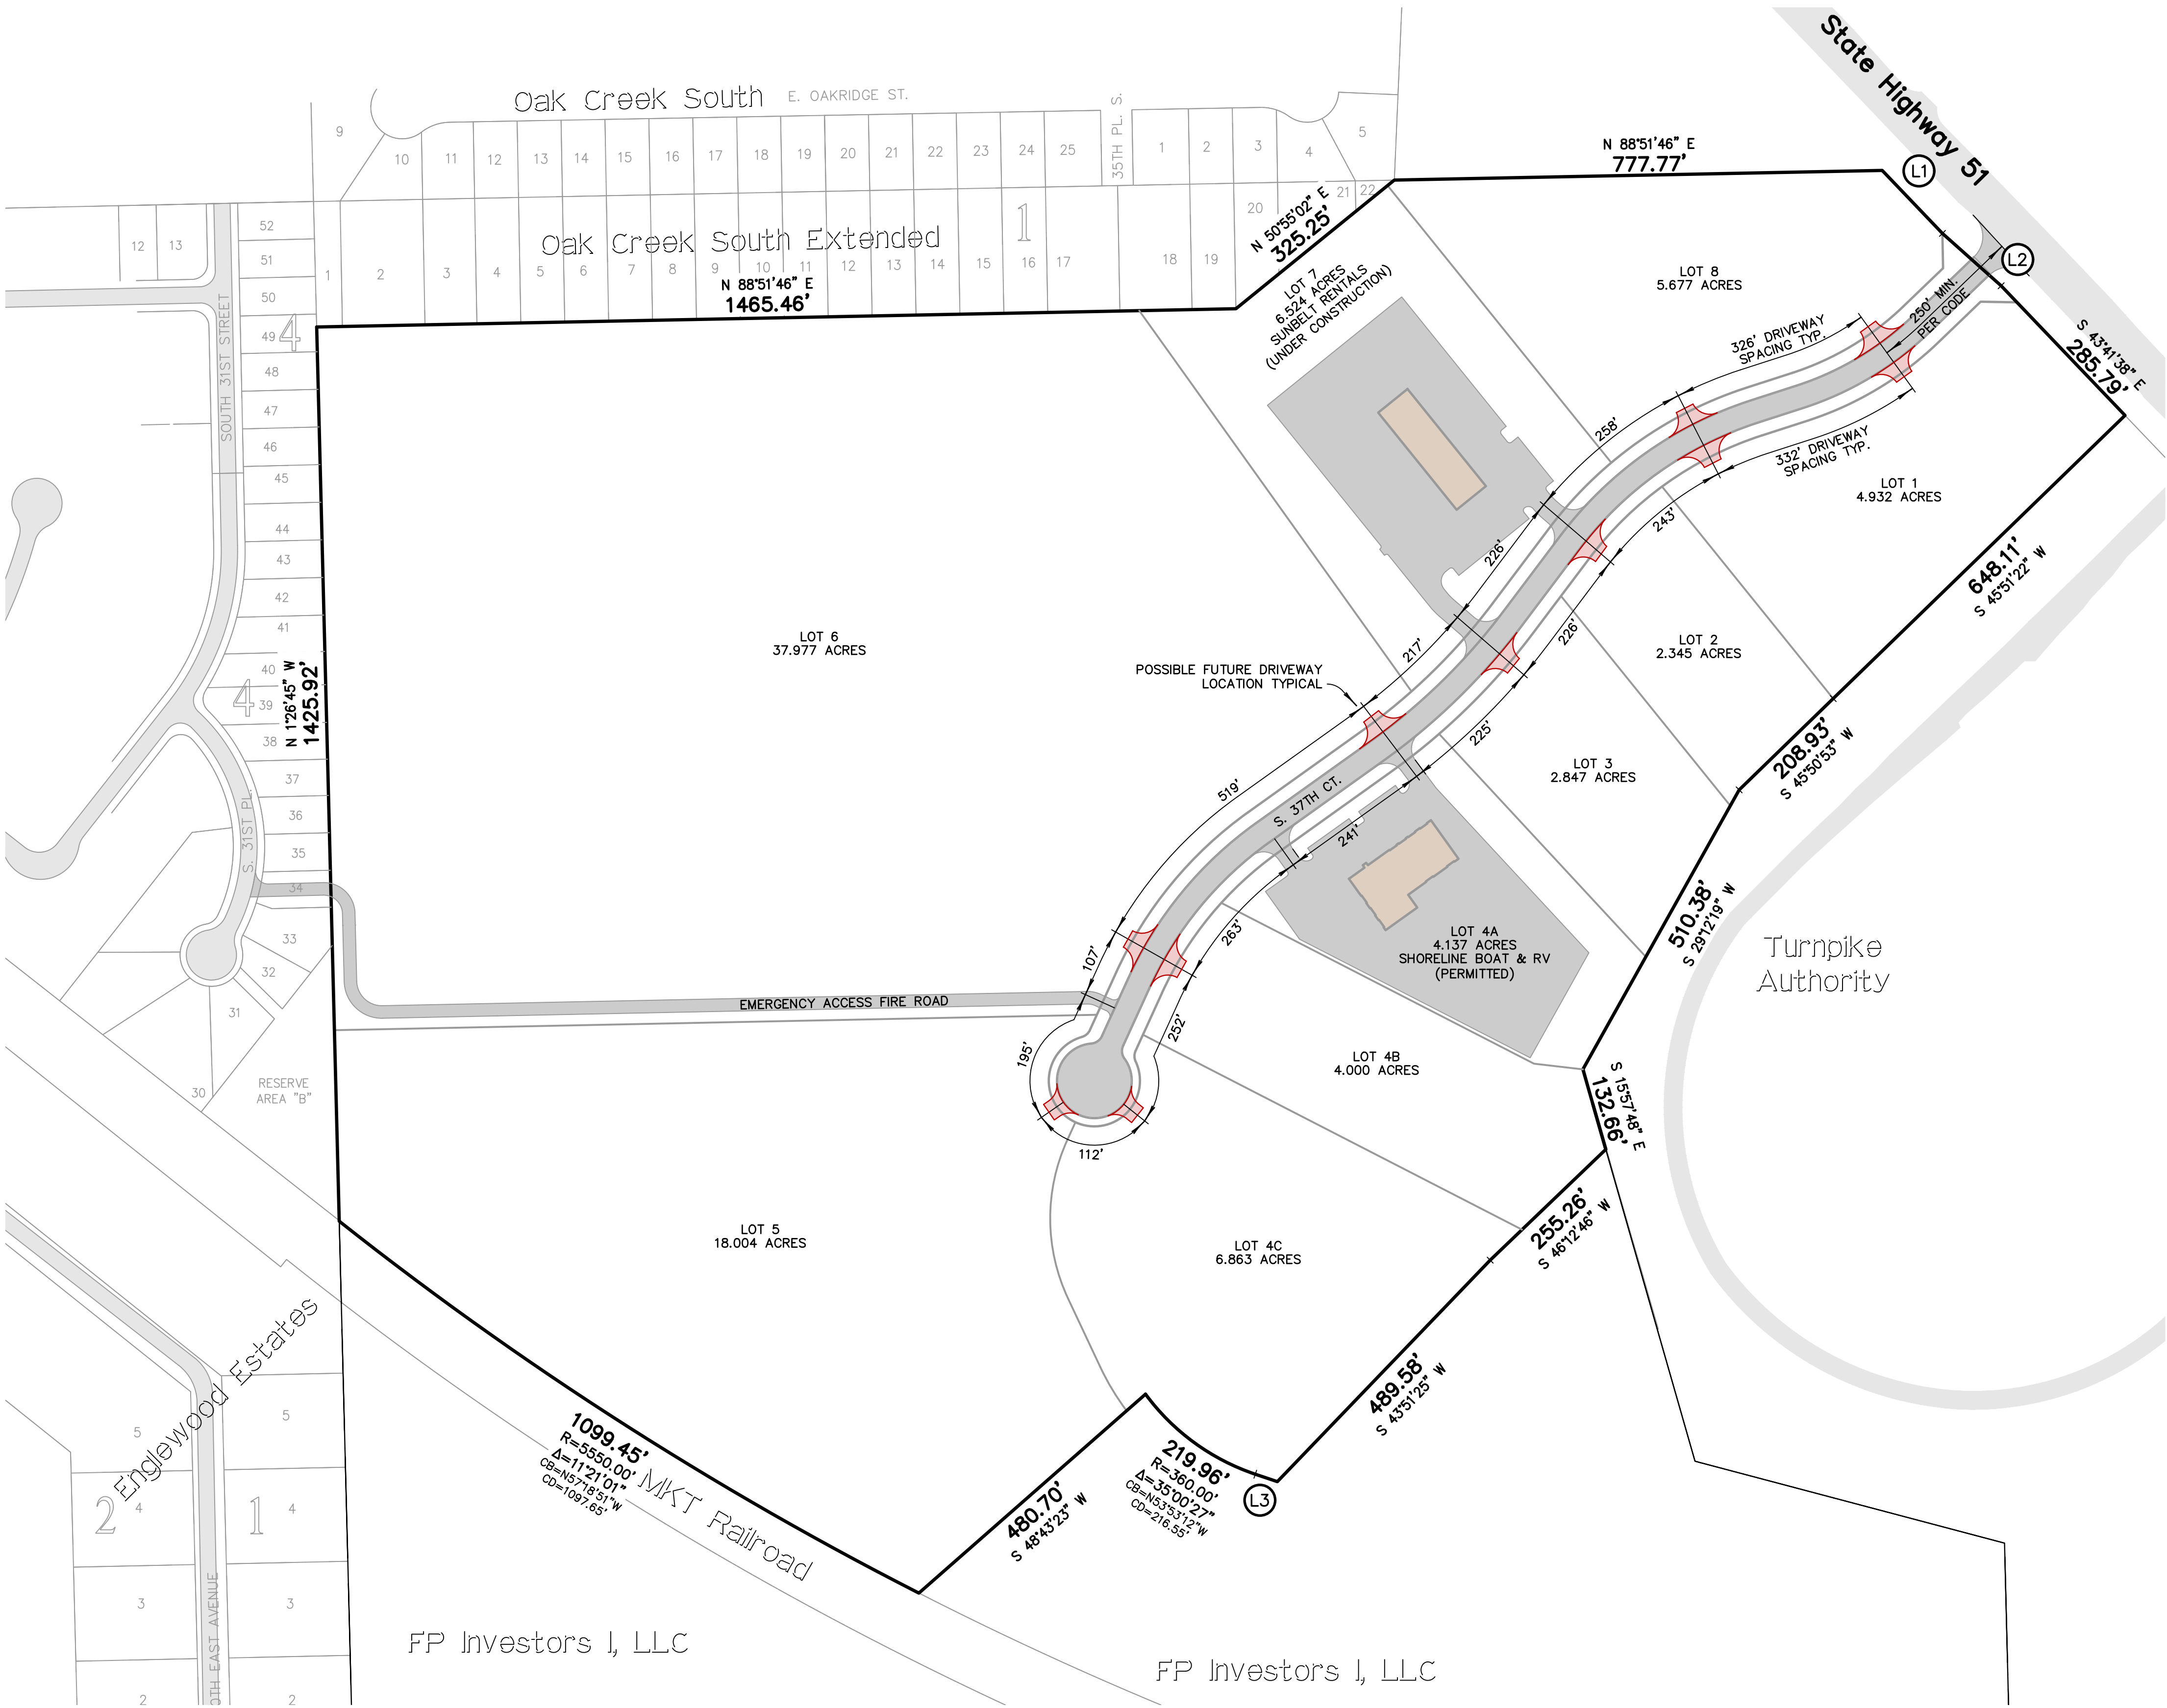 State Highway 51
Oak Creek South
E. OAKRIDGE ST.
35TH PL. S.
9
10
11
12
13
14
15
16
17
18
19
20
21
22
23
24
25
1
2
3
4
5
N 88°51'46" E
777.77'
L1
L2
12
13
52
51
50
49
4
48
47
46
45
44
43
42
41
40
4
39
38
37
36
35
34
33
32
31
30
SOUTH 31ST STREET
S. 31ST PL.
Oak Creek South Extended
1
1
2
3
4
5
6
7
8
9
10
11
12
13
14
15
16
17
18
19
20
21
22
N 88°51'46" E
1465.46'
N 50°55'02" E
325.25'
LOT 7
6.524 ACRES
SUNBELT RENTALS
(UNDER CONSTRUCTION)
LOT 8
5.677 ACRES
250' MIN.
PER CODE
326' DRIVEWAY
SPACING TYP.
332' DRIVEWAY
SPACING TYP.
S 43°41'38" E
285.79'
258'
243'
226'
226'
217'
225'
LOT 1
4.932 ACRES
648.11'
S 45°51'22" W
LOT 2
2.345 ACRES
208.93'
S 45°50'53" W
LOT 3
2.847 ACRES
LOT 6
37.977 ACRES
N 1°26'45" W
1425.92'
POSSIBLE FUTURE DRIVEWAY
LOCATION TYPICAL
519'
S. 37TH CT.
241'
263'
107'
252'
195'
112'
510.38'
S 29°12'19" W
LOT 4A
4.137 ACRES
SHORELINE BOAT & RV
(PERMITTED)
Turnpike
Authority
EMERGENCY ACCESS FIRE ROAD
LOT 4B
4.000 ACRES
S 15°57'48" E
132.66'
RESERVE
AREA "B"
LOT 5
18.004 ACRES
LOT 4C
6.863 ACRES
255.26'
S 46°12'46" W
489.58'
S 43°51'25" W
219.96'
R=360.00'
Δ=35°00'27"
CB=N53°53'12"W
CD=216.55'
L3
480.70'
S 48°43'23" W
1099.45'
R=5550.00'
Δ=11°21'01"
CB=N57°18'51"W
CD=1097.65'
MKT Railroad
Englewood Estates
5
5
2
4
1
4
3
3
2
2
EAST AVENUE
FP Investors I, LLC
FP Investors I, LLC